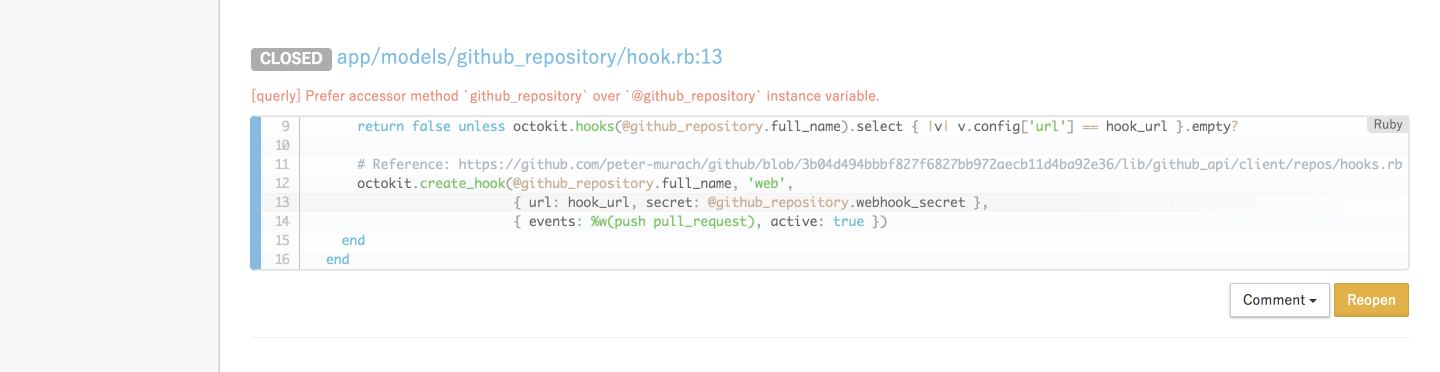 CLOSED app/models/github_repository/hook.rb:13
[querly] Prefer accessor method `github_repository` over `@github_repository` instance variable.
9 return false unless octokit.hooks(@github_repository.full_name).select { |v| v.config['url'] == hook_url }.empty? Ruby
10
11 # Reference: https://github.com/peter-murach/github/blob/3b04d494bbbf827f6827bb972aecb11d4ba92e36/lib/github_api/client/repos/hooks.rb
12 octokit.create_hook(@github_repository.full_name, 'web',
13 { url: hook_url, secret: @github_repository.webhook_secret },
14 { events: %w(push pull_request), active: true })
15 end
16 end
Comment Reopen